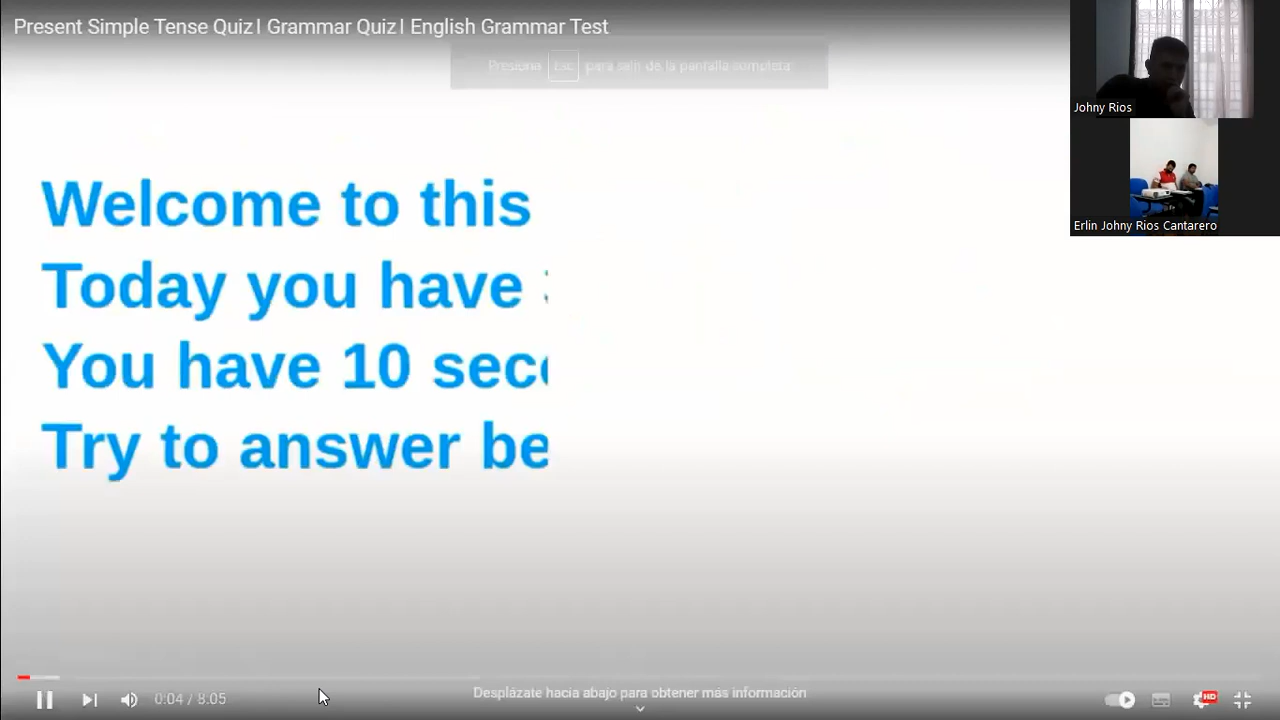 Present Simple Tense Quiz l Grammar Quiz l English Grammar Test
Presiona Esc para salir de la pantalla completa
Johny Rios
Erlin Johny Rios Cantarero
Welcome to this
Today you have
You have 10 sec
Try to answer be
Desplázate hacia abajo para obtener más información
0:04 / 8:05
HD